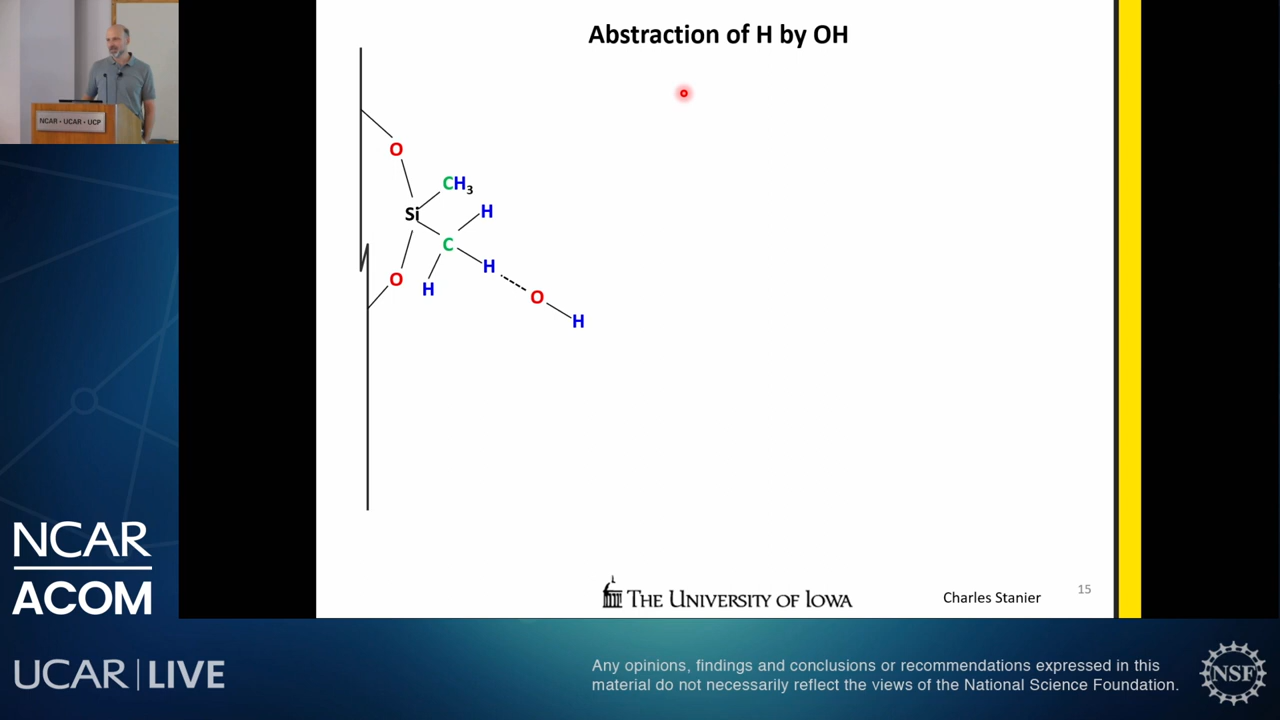 Abstraction of H by OH
NCAR • UCAR • UCP
O
CH3
Si
H
C
H
O
H
O
H
NCAR
ACOM
THE UNIVERSITY OF IOWA
Charles Stanier
15
UCAR | LIVE
Any opinions, findings and conclusions or recommendations expressed in this
material do not necessarily reflect the views of the National Science Foundation.
NSF